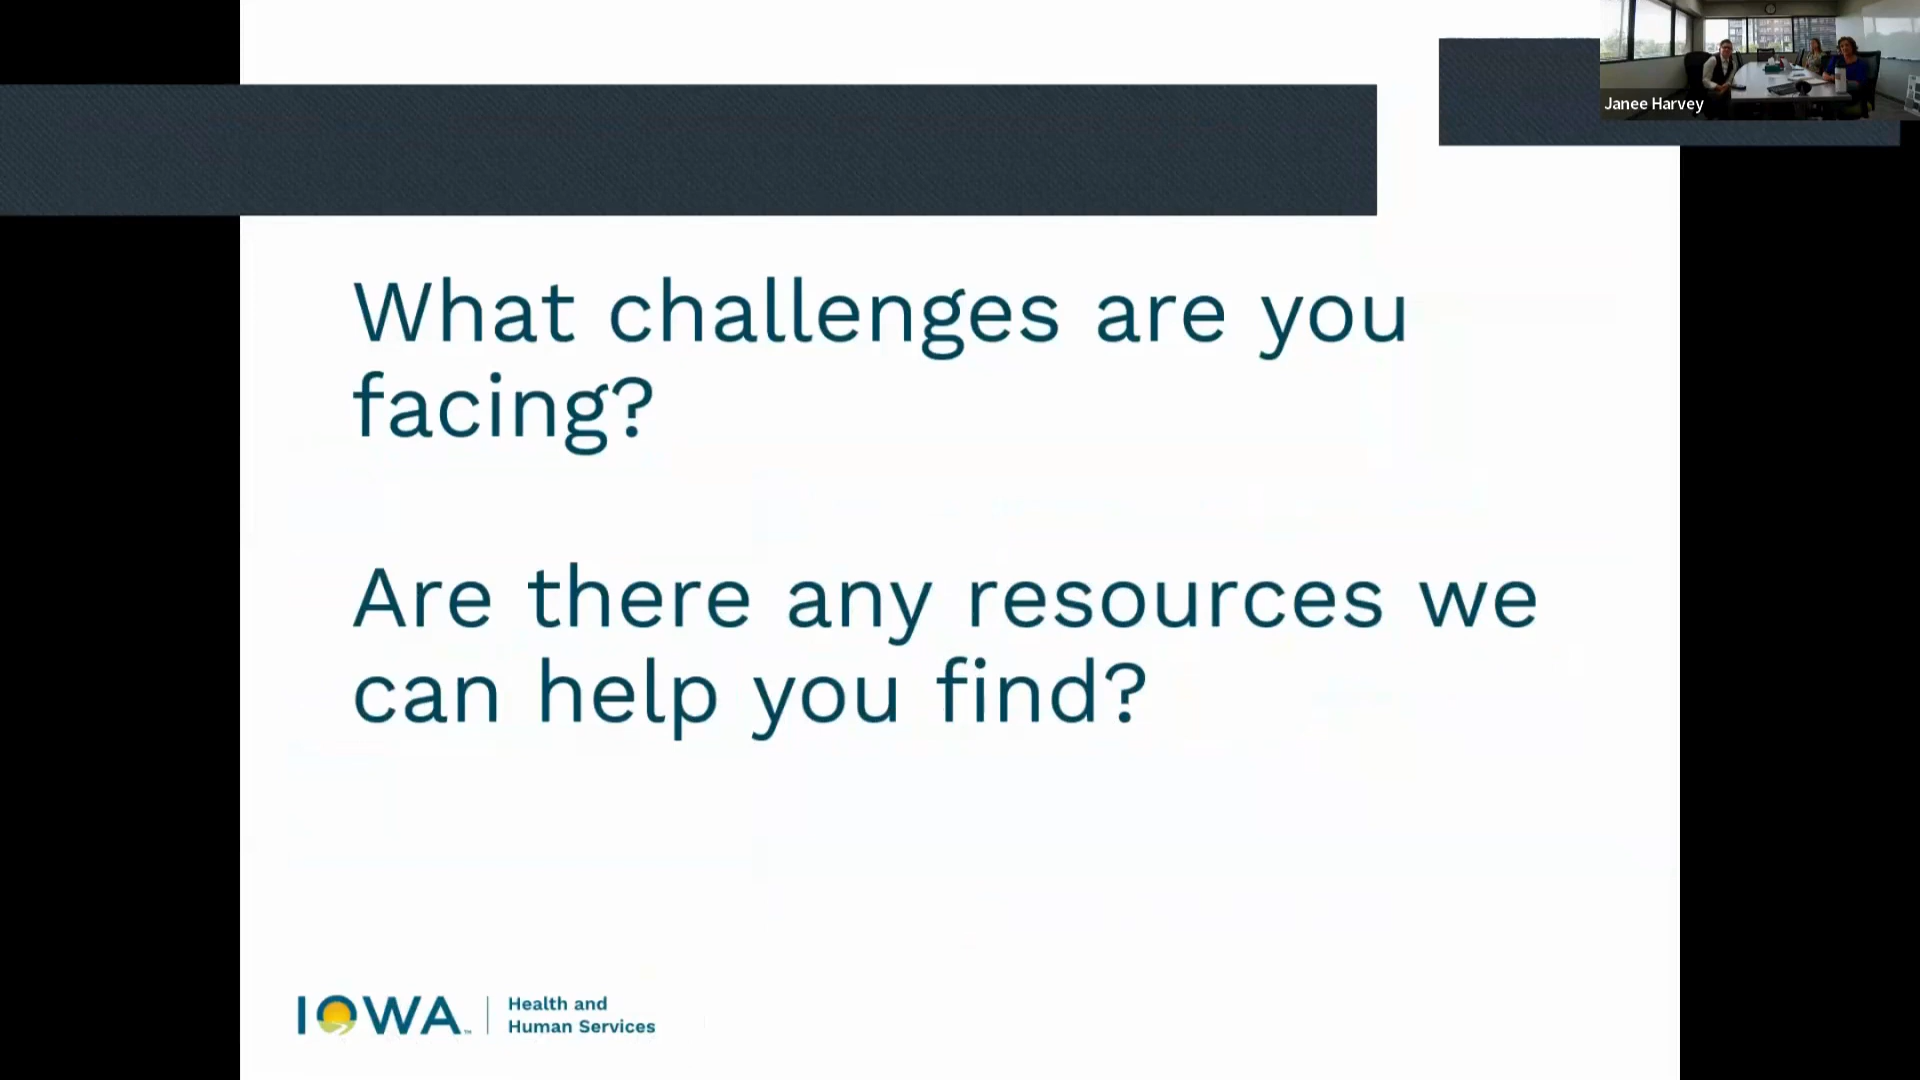 Janee Harvey
What challenges are you
facing?
Are there any resources we
can help you find?
IOWA™
Health and
Human Services